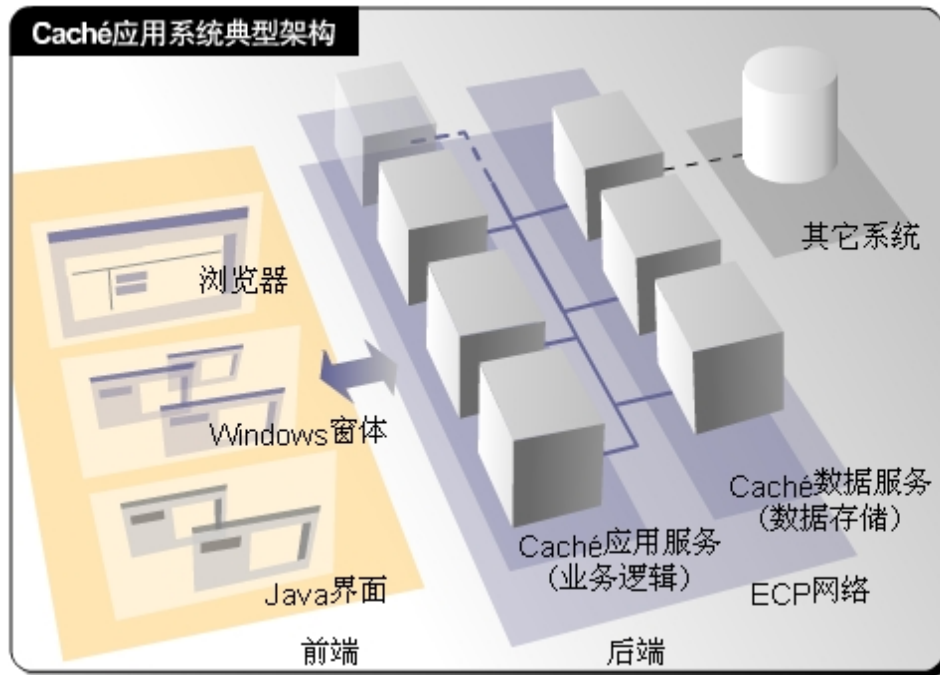 Caché应用系统典型架构
其它系统
浏览器
Windows窗体
Java界面
Caché数据服务
(数据存储)
Caché应用服务
(业务逻辑)
ECP网络
前端
后端